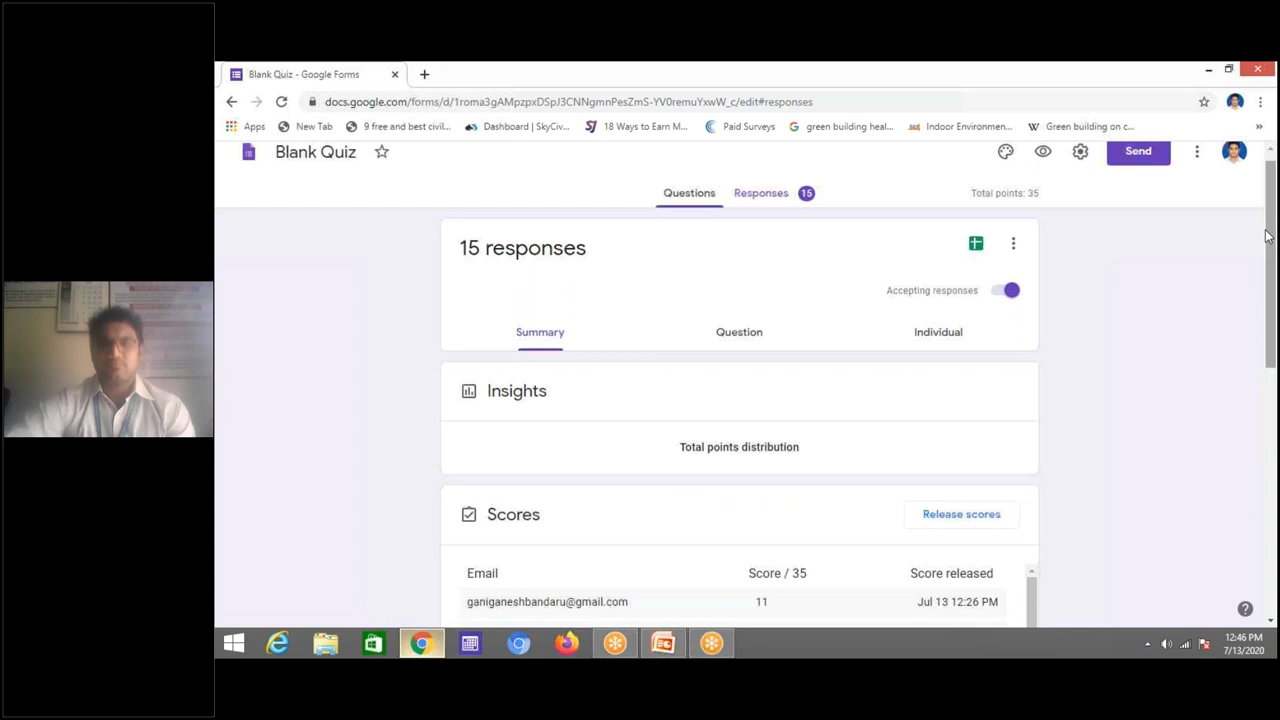 Blank Quiz - Google Forms
docs.google.com/forms/d/1roma3gAMpzpxDSpJ3CNNgmnPesZmS-YV0remuYxwW_c/edit#responses
Apps New Tab 9 free and best civil... Dashboard | SkyCiv... 18 Ways to Earn M... Paid Surveys green building heal... Indoor Environmen... Green building on c... »
Blank Quiz Send
Questions Responses 15 Total points: 35
15 responses
Accepting responses
Summary Question Individual
Insights
Total points distribution
Scores Release scores
Email Score / 35 Score released
ganiganeshbandaru@gmail.com 11 Jul 13 12:26 PM
12:46 PM
7/13/2020